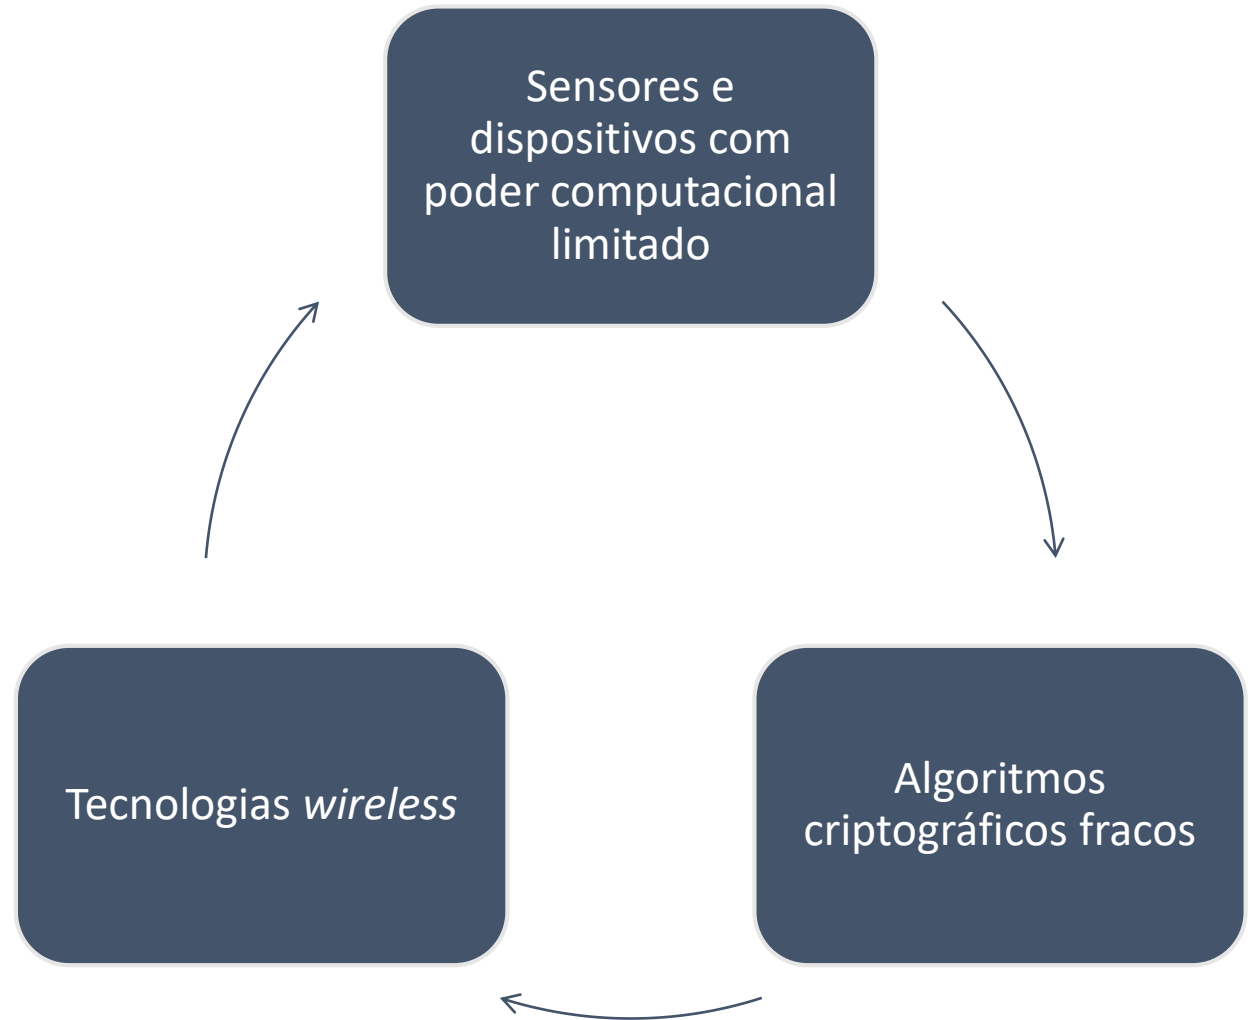 Sensores e
dispositivos com
poder computacional
limitado
Tecnologias wireless
Algoritmos
criptográficos fracos